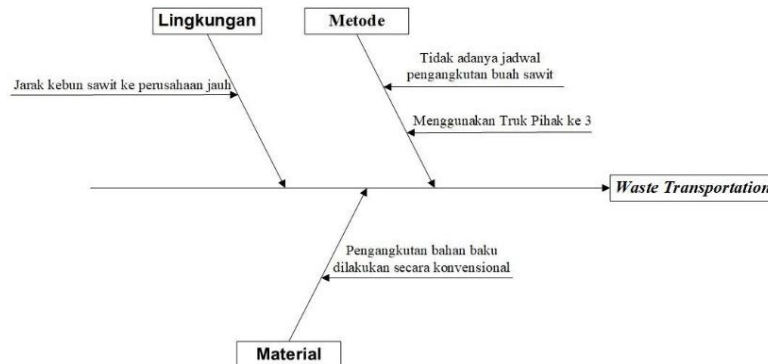 Lingkungan
Metode
Tidak adanya jadwal
pengangkutan buah sawit
Jarak kebun sawit ke perusahaan jauh
Menggunakan Truk Pihak ke 3
Waste Transportation
Pengangkutan bahan baku
dilakukan secara konvensional
Material